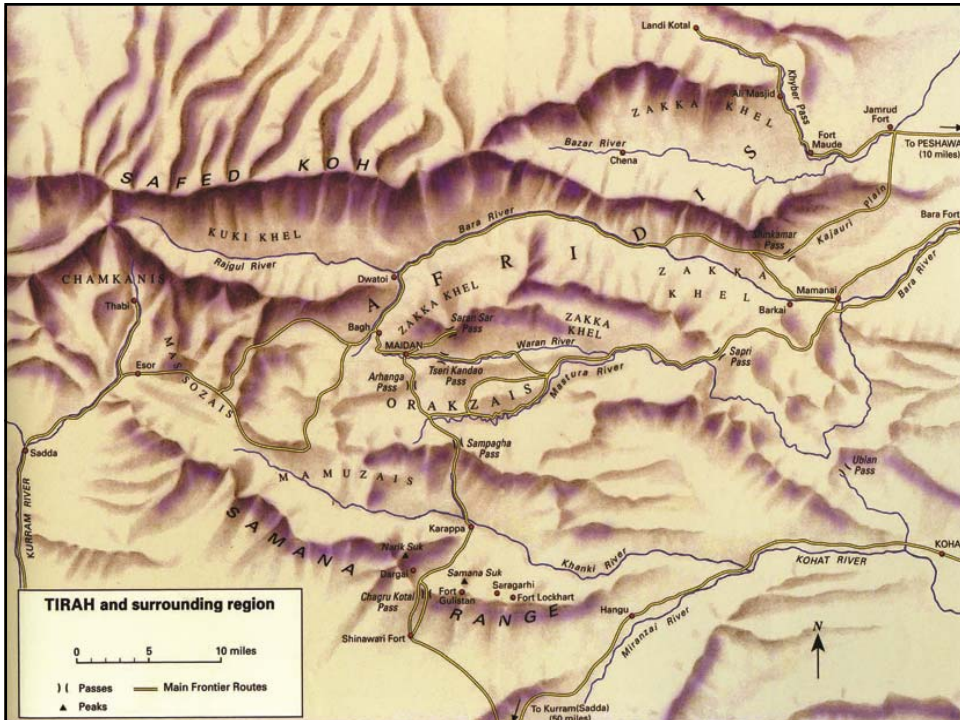 Landi Kotal
Khyber Pass
ZAKKA KHEL
Ali Masjid
Jamrud
Fort
Fort
Maude
To PESHAWA
(10 miles)
Bazar River
Chena
SAFED KOH
AFRIDIS
KUKI KHEL
Bara River
Shinkamar
Pass
Kajauri Plain
Bara Fort
Rajgul River
Dwatoi
ZAKKA
KHEL
Bara River
CHAMKANIS
Thabi
ZAKKA KHEL
Mamanai
Barkai
Saran Sar
Pass
ZAKKA
KHEL
Bagh
MAIDAN
Waran River
Sapri
Pass
Esor
MASSOZAIS
Tseri Kandao
Pass
Mastura River
Arhanga
Pass
ORAKZAIS
Sadda
Sampagha
Pass
Ubian
Pass
MAMUZAIS
KURRAM RIVER
SAMANA
RANGE
Karappa
Khanki River
KOHAT RIVER
KOHA
Narik Suk
Dargai
Samana Suk
Saragarhi
Chagru Kotal
Pass
Fort
Gulistan
Fort Lockhart
Hangu
Miranzai River
Shinawari Fort
N
To Kurram(Sadda)
(50 miles)
TIRAH and surrounding region
0 5 10 miles
)( Passes
Main Frontier Routes
▲ Peaks